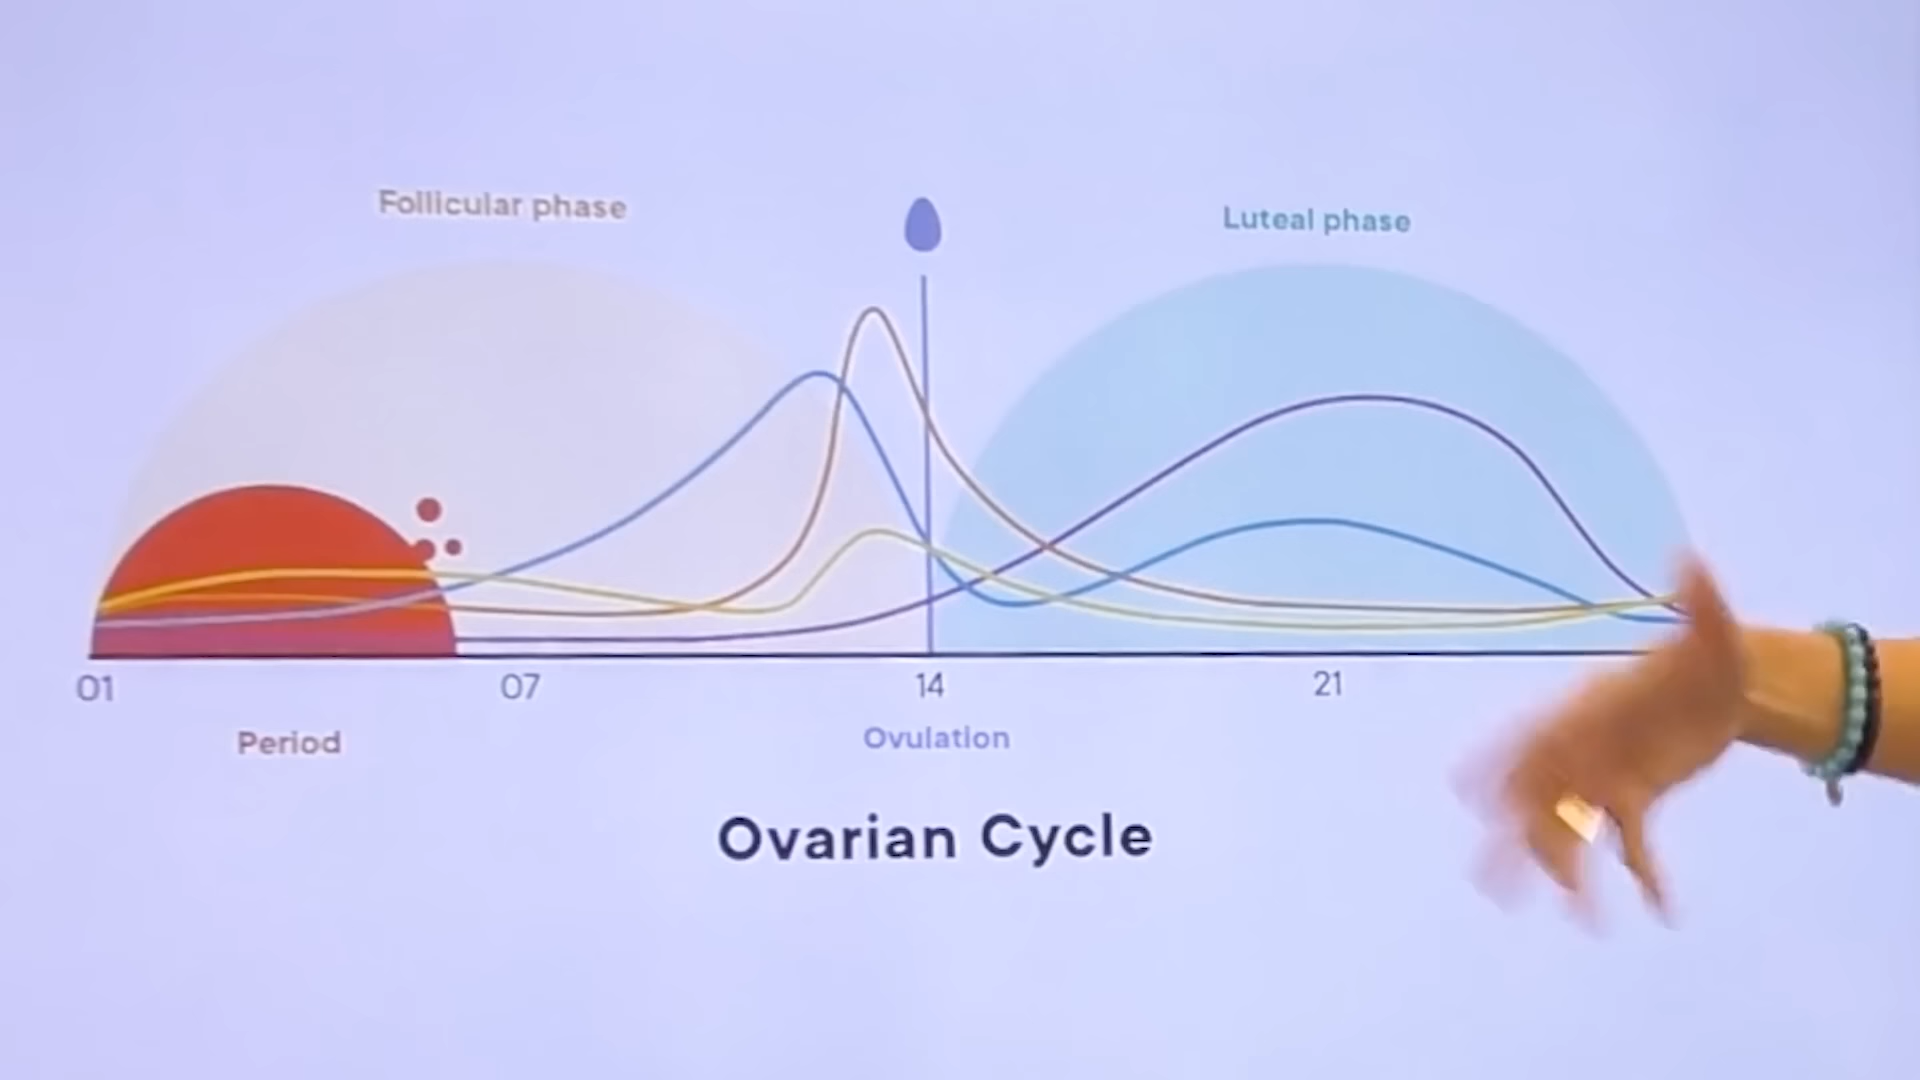 Follicular phase
Luteal phase
01
07
14
21
Period
Ovulation
Ovarian Cycle